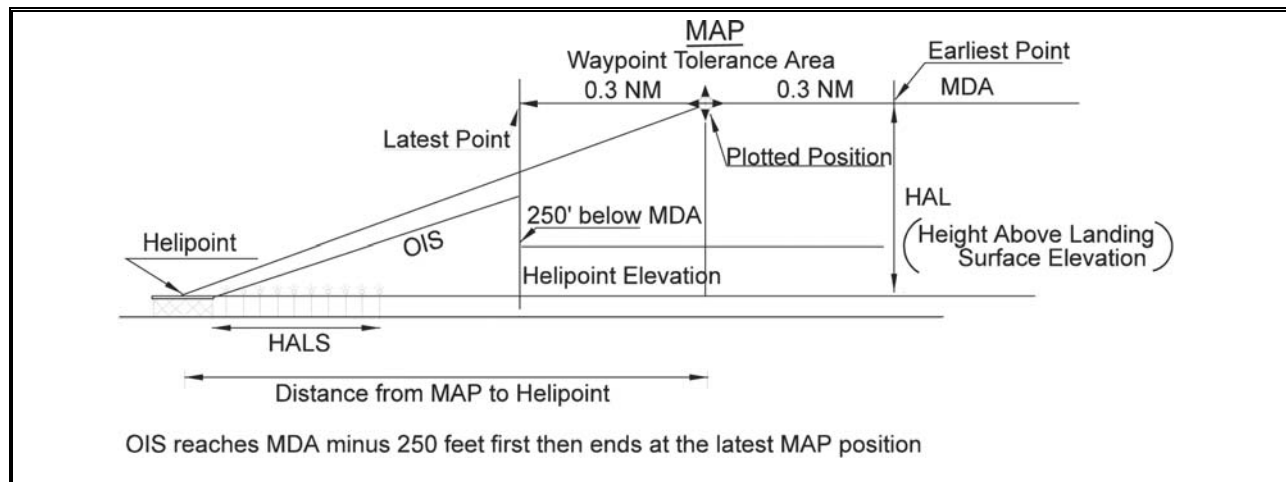 MAP
Waypoint Tolerance Area
Earliest Point
0.3 NM
0.3 NM
MDA
Latest Point
Plotted Position
HAL
(Height Above Landing
Surface Elevation)
250' below MDA
OIS
Helipoint
Helipoint Elevation
HALS
Distance from MAP to Helipoint
OIS reaches MDA minus 250 feet first then ends at the latest MAP position